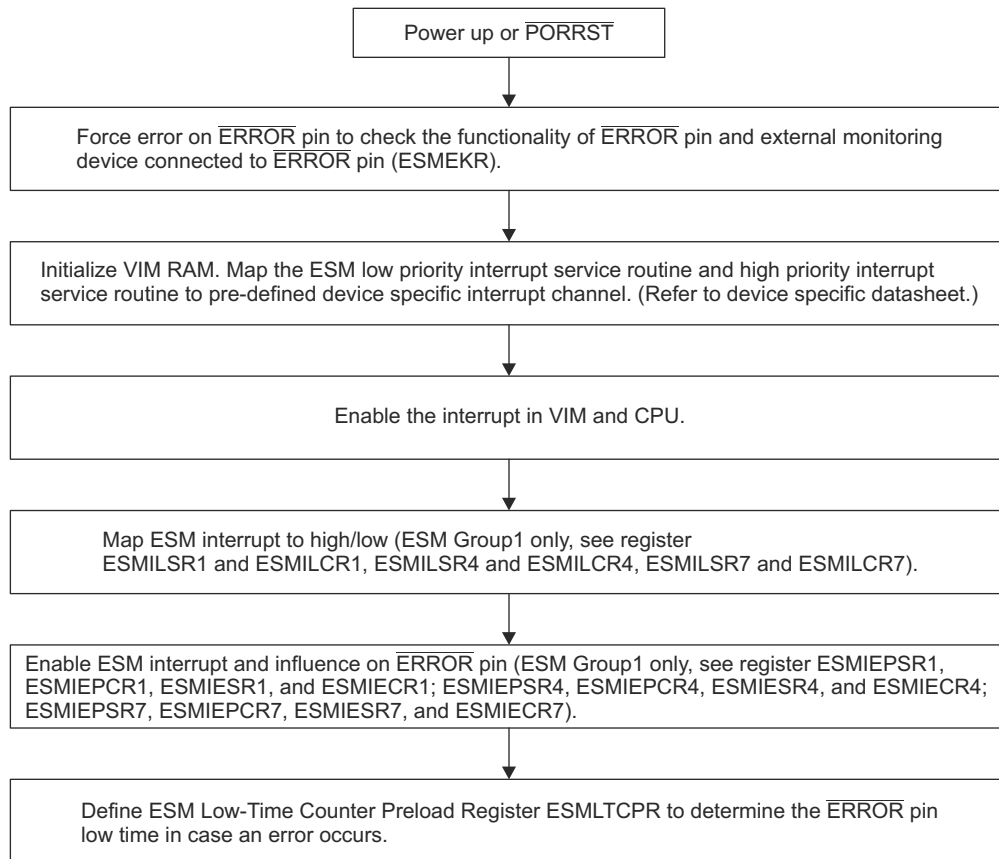 Power up or PORRST
Force error on ERROR pin to check the functionality of ERROR pin and external monitoring
device connected to ERROR pin (ESMEKR).
Initialize VIM RAM. Map the ESM low priority interrupt service routine and high priority interrupt
service routine to pre-defined device specific interrupt channel. (Refer to device specific datasheet.)
Enable the interrupt in VIM and CPU.
Map ESM interrupt to high/low (ESM Group1 only, see register
ESMILSR1 and ESMILCR1, ESMILSR4 and ESMILCR4, ESMILSR7 and ESMILCR7).
Enable ESM interrupt and influence on ERROR pin (ESM Group1 only, see register ESMIEPSR1,
ESMIEPCR1, ESMIESR1, and ESMIECR1; ESMIEPSR4, ESMIEPCR4, ESMIESR4, and ESMIECR4;
ESMIEPSR7, ESMIEPCR7, ESMIESR7, and ESMIECR7).
Define ESM Low-Time Counter Preload Register ESMLTCPR to determine the ERROR pin
low time in case an error occurs.